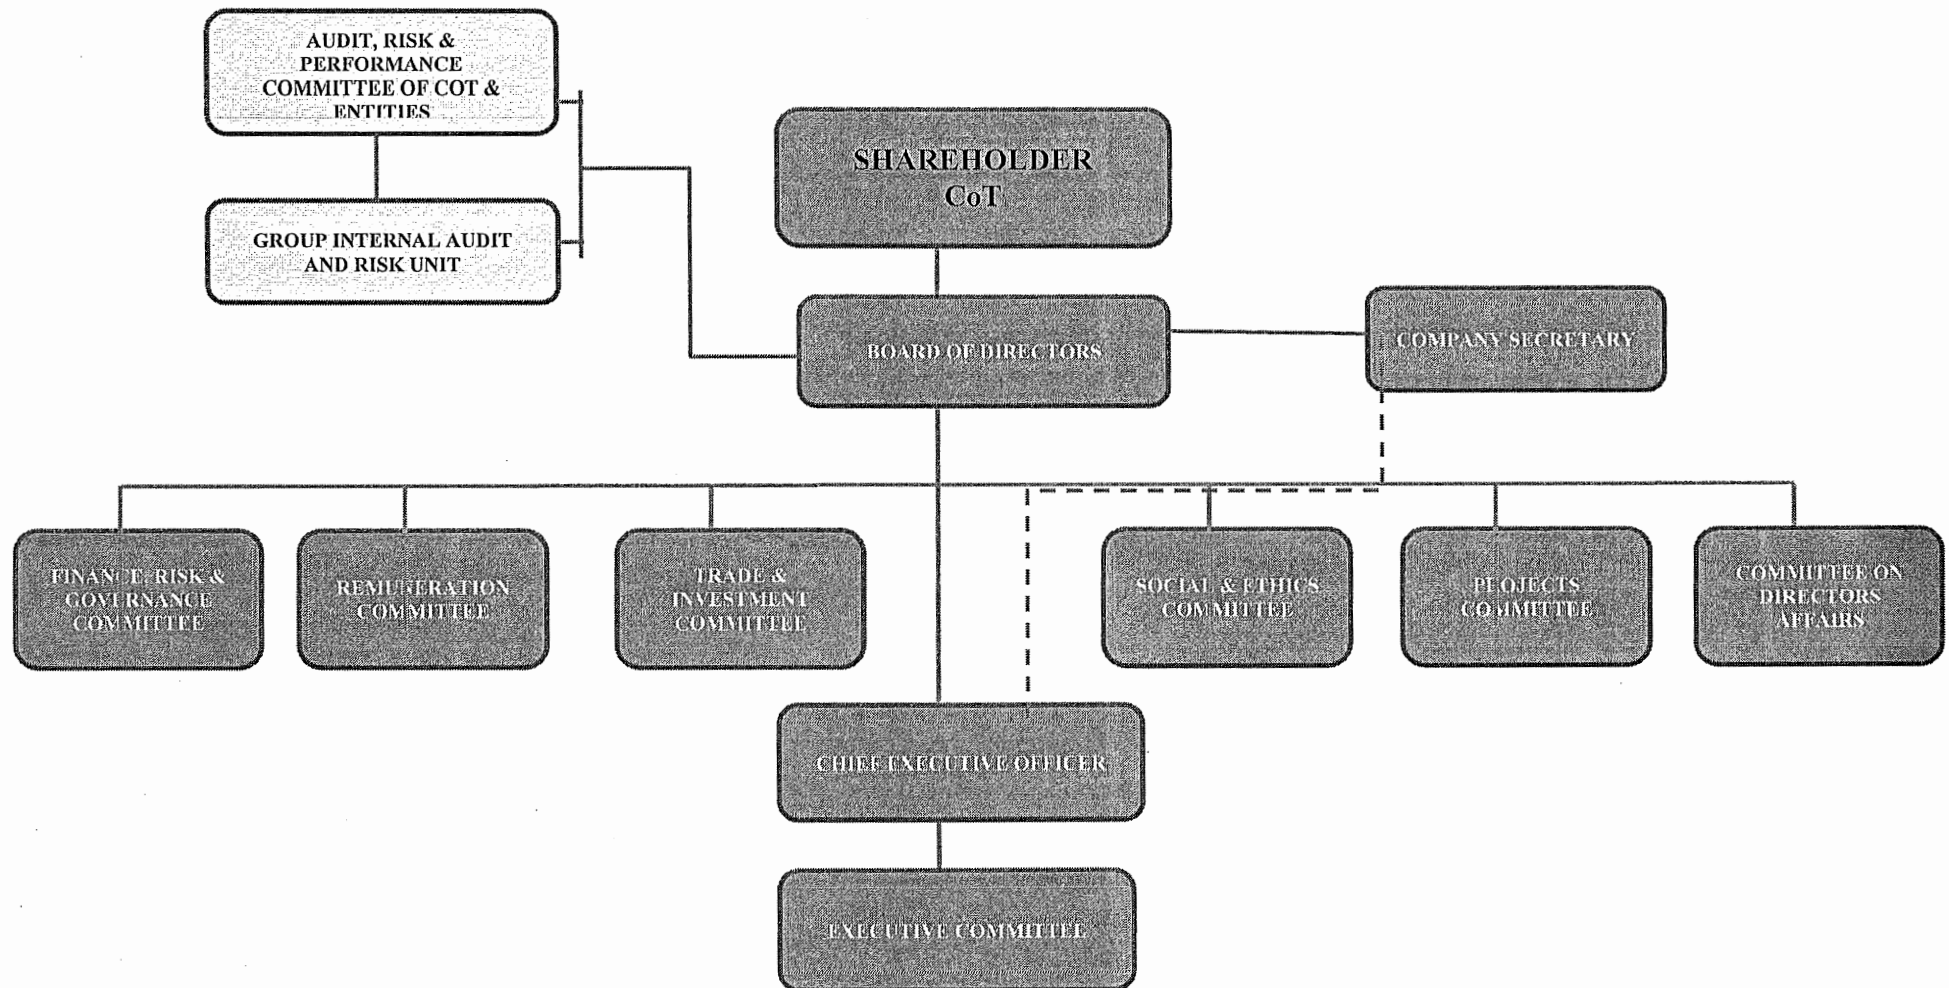 AUDIT, RISK &
PERFORMANCE
COMMITTEE OF COT &
ENTITIES
GROUP INTERNAL AUDIT
AND RISK UNIT
SHAREHOLDER
CoT
BOARD OF DIRECTORS
COMPANY SECRETARY
FINANCE, RISK &
GOVERNANCE
COMMITTEE
REMUNERATION
COMMITTEE
TRADE &
INVESTMENT
COMMITTEE
SOCIAL & ETHICS
COMMITTEE
PROJECTS
COMMITTEE
COMMITTEE ON
DIRECTORS
AFFAIRS
CHIEF EXECUTIVE OFFICER
EXECUTIVE COMMITTEE